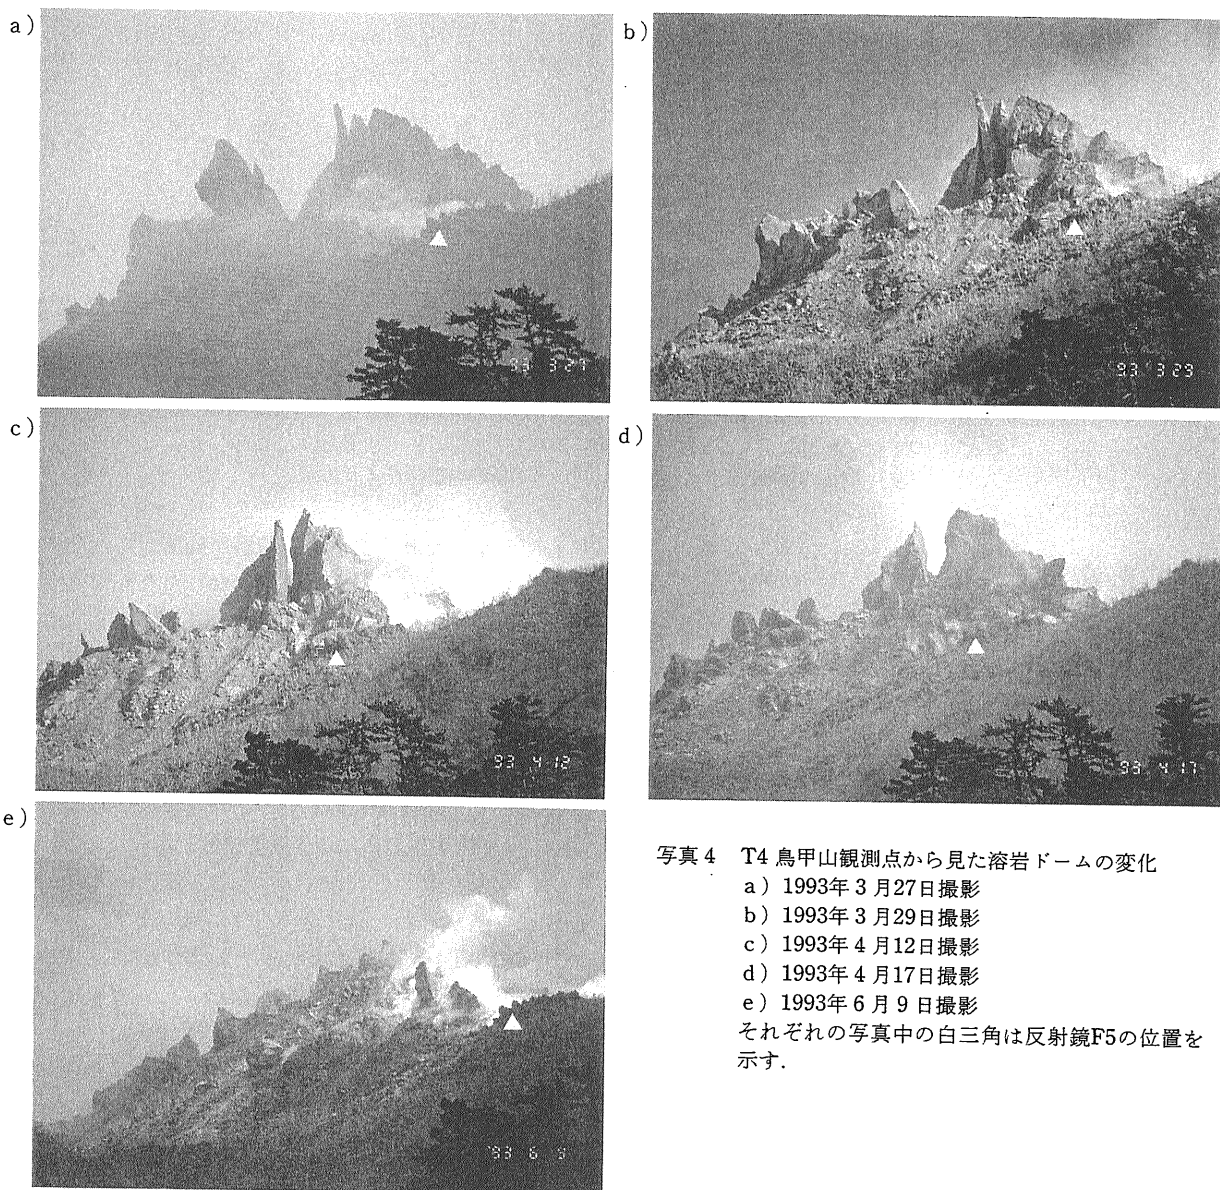 a)
93 3 27
b)
93 3 29
c)
93 4 12
d)
93 4 17
e)
'93 6 9
写真4 T4 鳥甲山観測点から見た溶岩ドームの変化
a) 1993年3月27日撮影
b) 1993年3月29日撮影
c) 1993年4月12日撮影
d) 1993年4月17日撮影
e) 1993年6月9日撮影
それぞれの写真中の白三角は反射鏡F5の位置を
示す.